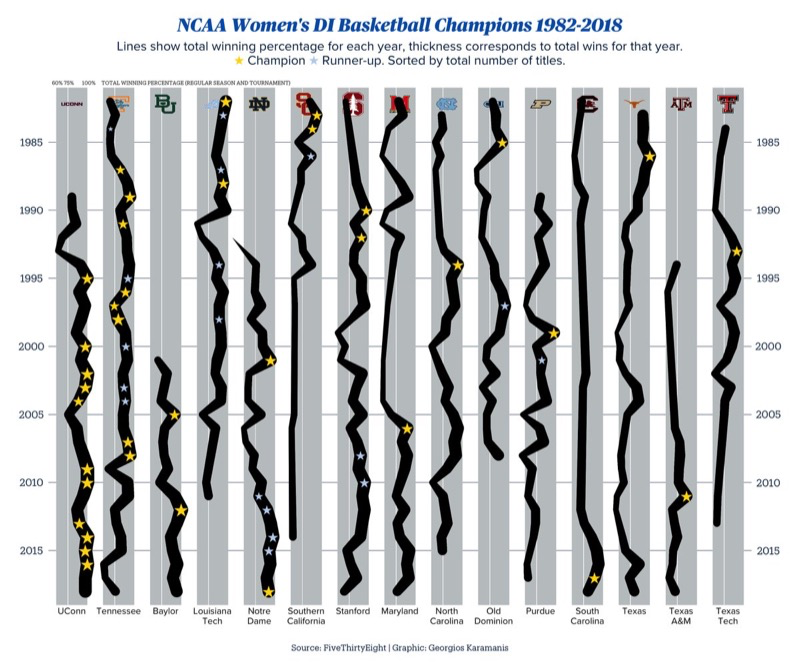 NCAA Women's DI Basketball Champions 1982-2018
Lines show total winning percentage for each year, thickness corresponds to total wins for that year.
Champion Runner-up. Sorted by total number of titles.
60% 75% 100% TOTAL WINNING PERCENTAGE (REGULAR SEASON AND TOURNAMENT)
UCONN
1985 1985
1990 1990
1995 1995
2000 2000
2005 2005
2010 2010
2015 2015
UConn Tennessee Baylor Louisiana Tech Notre Dame Southern California Stanford Maryland North Carolina Old Dominion Purdue South Carolina Texas Texas A&M Texas Tech
Source: FiveThirtyEight | Graphic: Georgios Karamanis